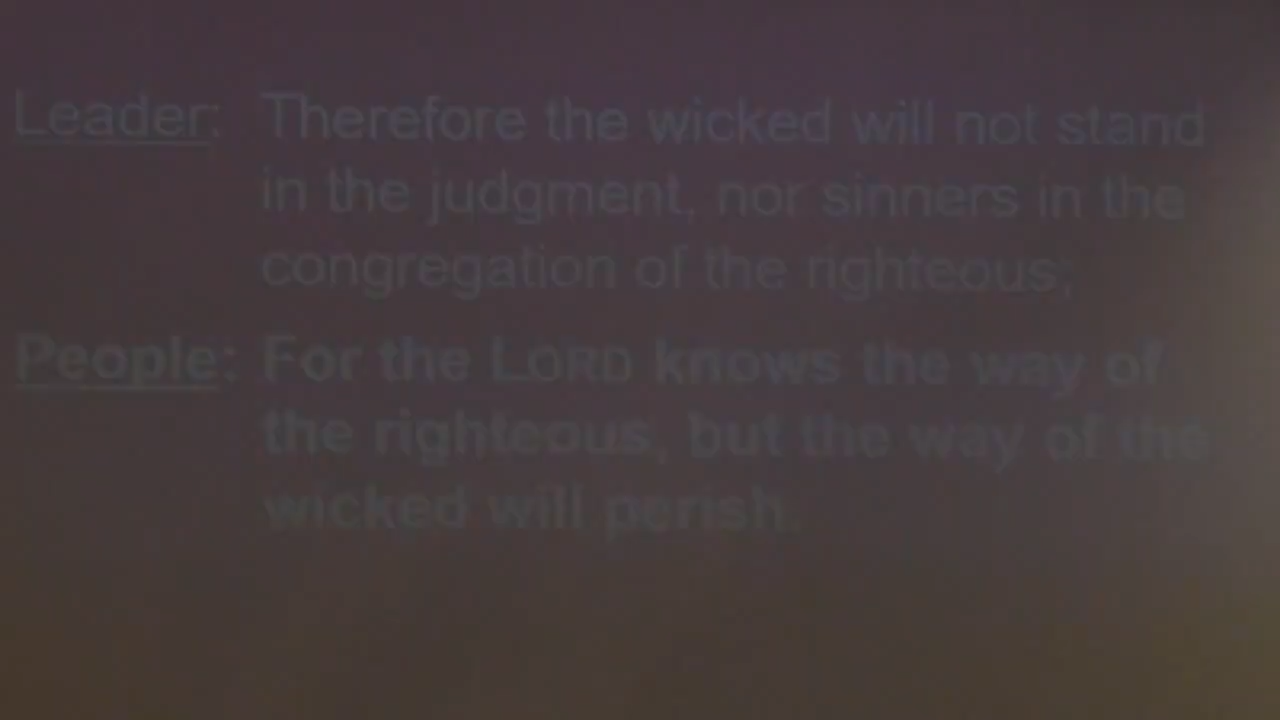 Leader: Therefore the wicked will not stand
in the judgment, nor sinners in the
congregation of the righteous;
People: For the LORD knows the way of
the righteous, but the way of the
wicked will perish.